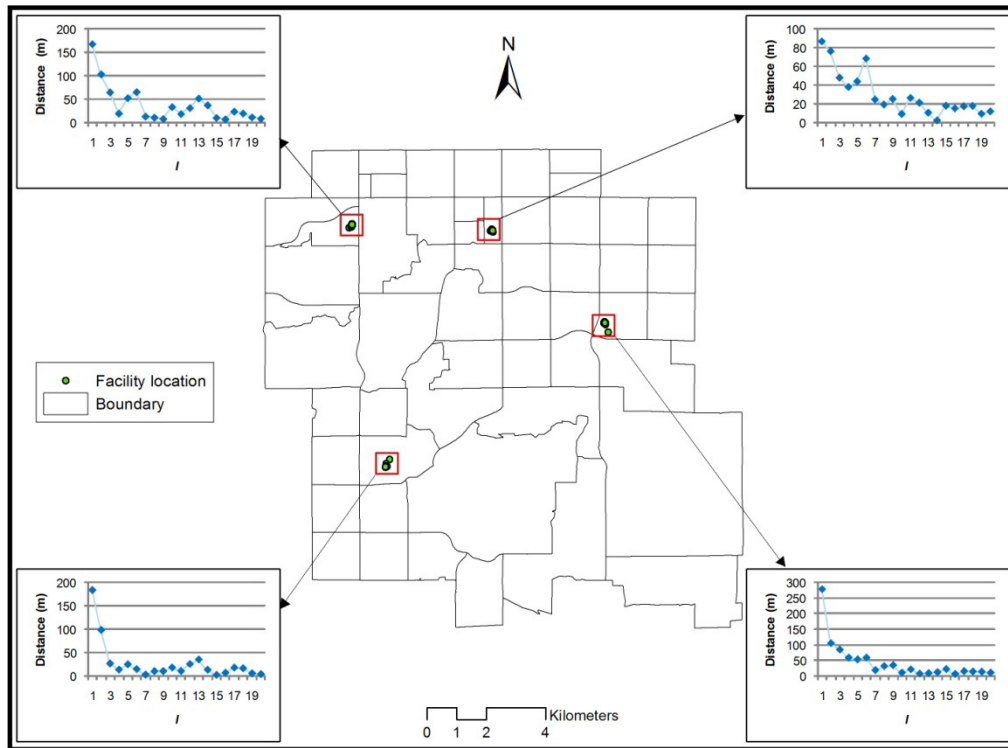 200
150
100
50
0
Distance (m)
1 3 5 7 9 11 13 15 17 19
I
N
100
80
60
40
20
0
Distance (m)
1 3 5 7 9 11 13 15 17 19
I
Facility location
Boundary
200
150
100
50
0
Distance (m)
1 3 5 7 9 11 13 15 17 19
I
Kilometers
0 1 2 4
300
250
200
150
100
50
0
Distance (m)
1 3 5 7 9 11 13 15 17 19
I